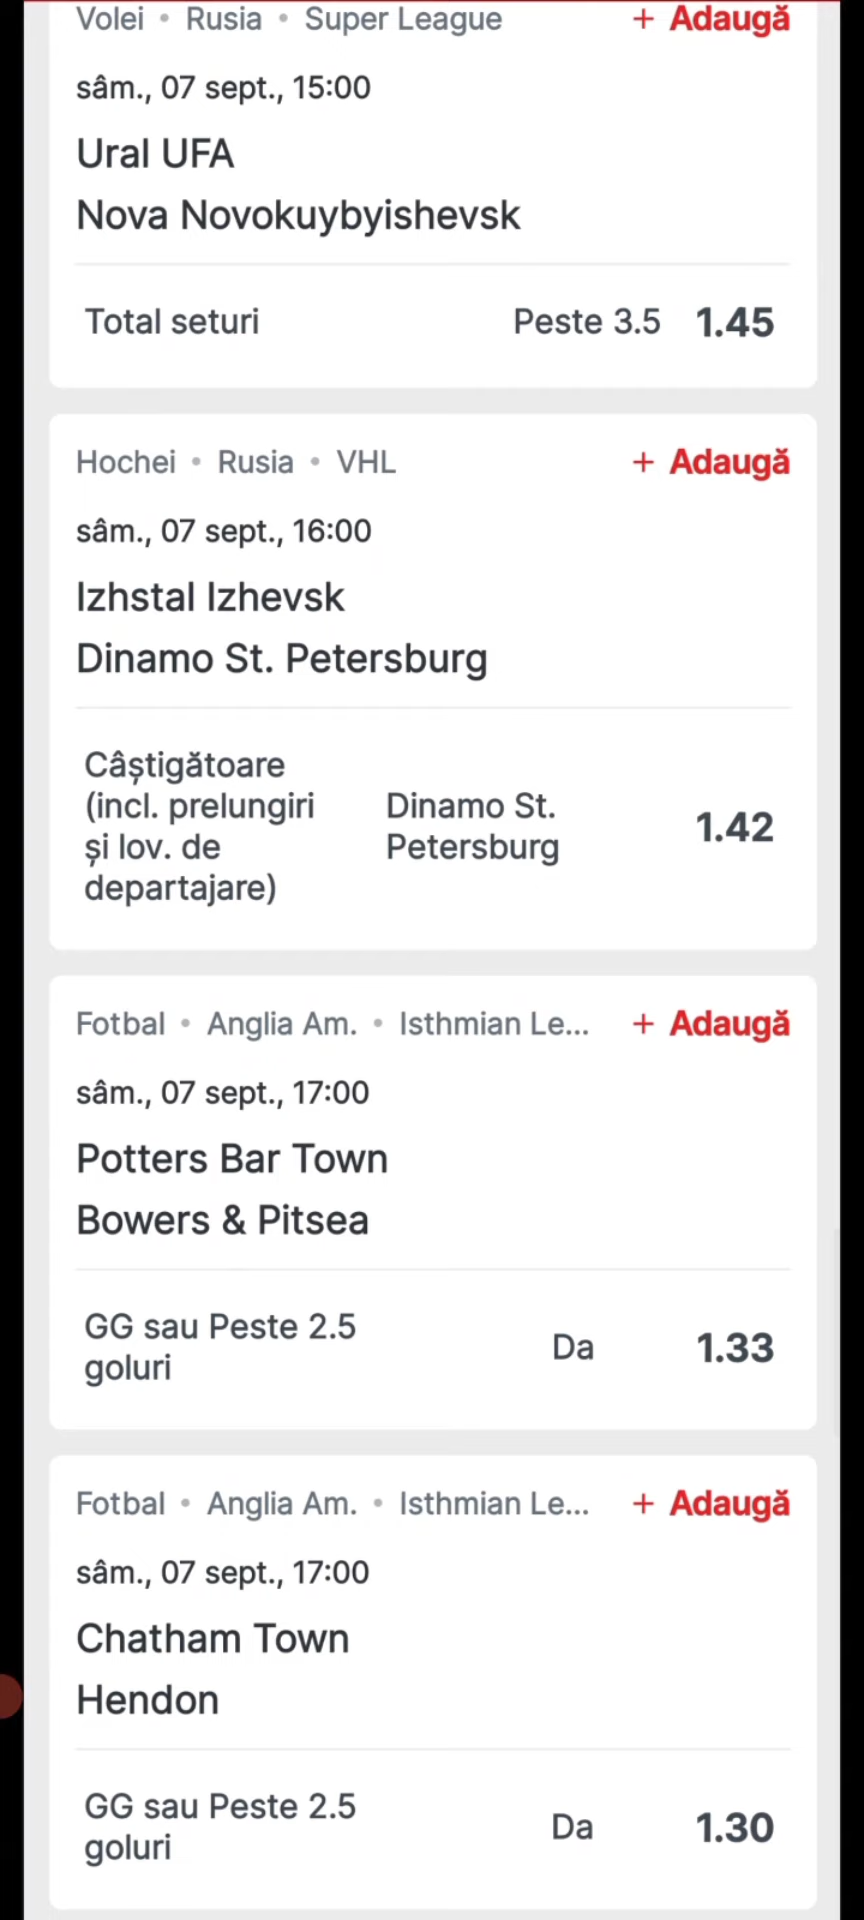 Volei • Rusia • Super League + Adaugă
sâm., 07 sept., 15:00
Ural UFA
Nova Novokuybyishevsk
Total seturi Peste 3.5 1.45
Hochei • Rusia • VHL + Adaugă
sâm., 07 sept., 16:00
Izhstal Izhevsk
Dinamo St. Petersburg
Câștigătoare
(incl. prelungiri
și lov. de
departajare)
Dinamo St.
Petersburg
1.42
Fotbal • Anglia Am. • Isthmian Le... + Adaugă
sâm., 07 sept., 17:00
Potters Bar Town
Bowers & Pitsea
GG sau Peste 2.5
goluri
Da 1.33
Fotbal • Anglia Am. • Isthmian Le... + Adaugă
sâm., 07 sept., 17:00
Chatham Town
Hendon
GG sau Peste 2.5
goluri
Da 1.30